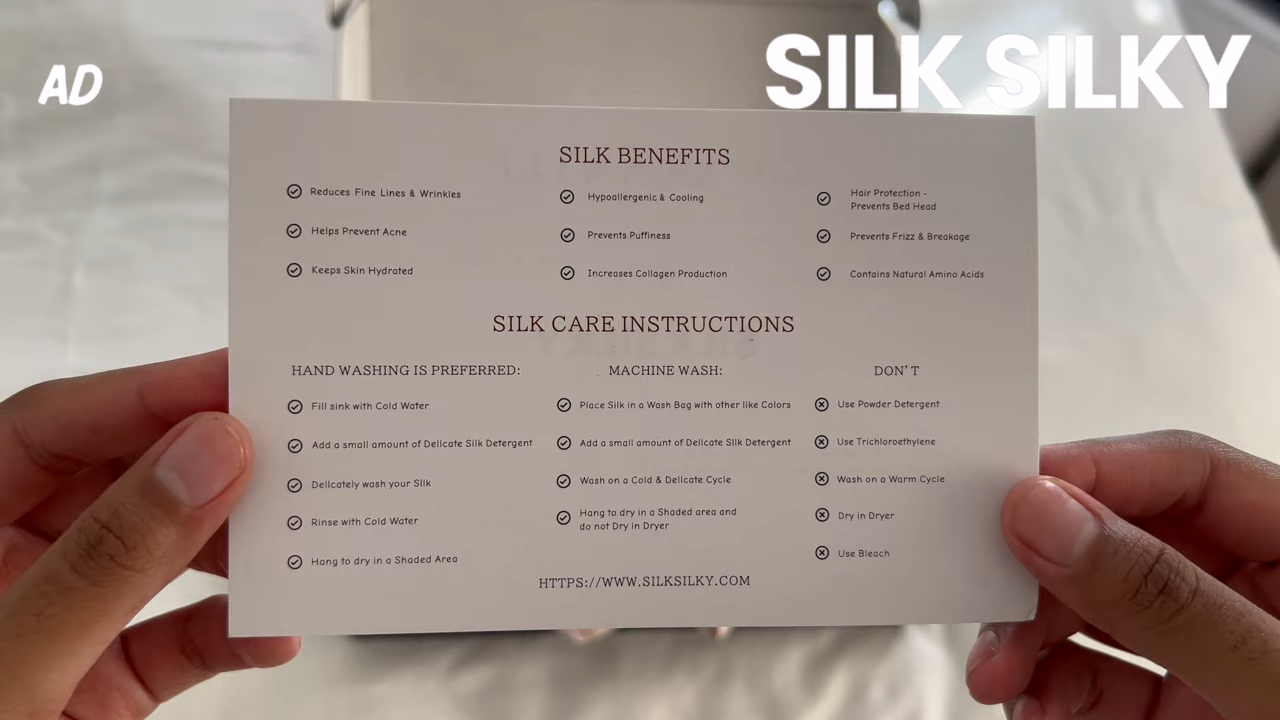 AD
SILK SILKY
SILK BENEFITS
Reduces Fine Lines & Wrinkles
Helps Prevent Acne
Keeps Skin Hydrated
Hypoallergenic & Cooling
Prevents Puffiness
Increases Collagen Production
Hair Protection -
Prevents Bed Head
Prevents Frizz & Breakage
Contains Natural Amino Acids
SILK CARE INSTRUCTIONS
HAND WASHING IS PREFERRED:
Fill sink with Cold Water
Add a small amount of Delicate Silk Detergent
Delicately wash your Silk
Rinse with Cold Water
Hang to dry in a Shaded Area
MACHINE WASH:
Place Silk in a Wash Bag with other like Colors
Add a small amount of Delicate Silk Detergent
Wash on a Cold & Delicate Cycle
Hang to dry in a Shaded area and
do not Dry in Dryer
DON'T
Use Powder Detergent
Use Trichloroethylene
Wash on a Warm Cycle
Dry in Dryer
Use Bleach
HTTPS://WWW.SILKSILKY.COM